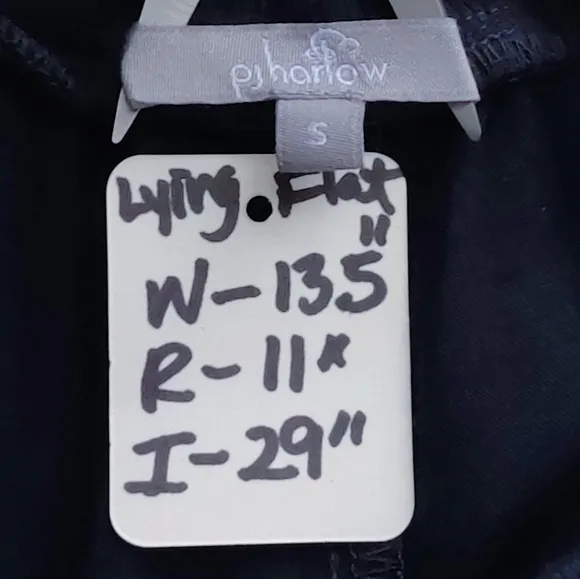 pjharlow
S
Lying Flat
W-135"
R-11"
I-29"